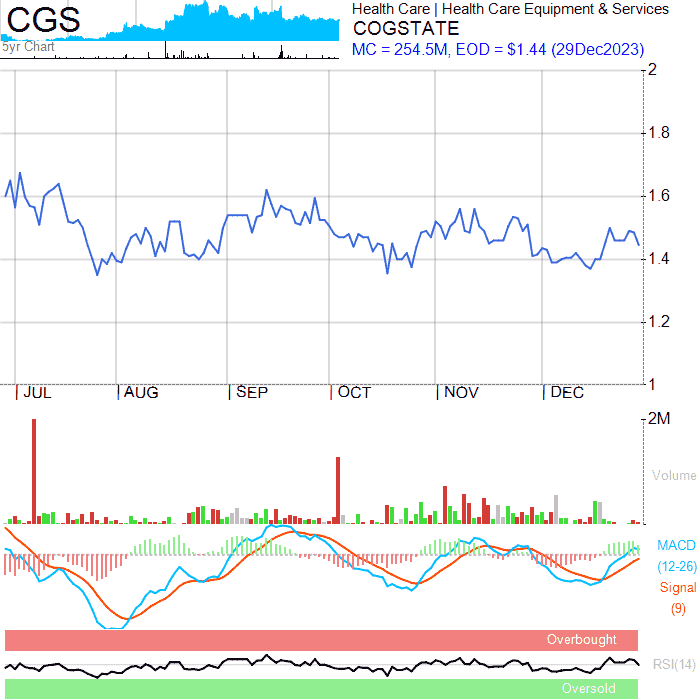 CGS
5yr Chart
Health Care | Health Care Equipment & Services
COGSTATE
MC = 254.5M, EOD = $1.44 (29Dec2023)
2
1.8
1.6
1.4
1.2
1
JUL AUG SEP OCT NOV DEC
2M
Volume
MACD
(12-26)
Signal
(9)
Overbought
RSI(14)
Oversold